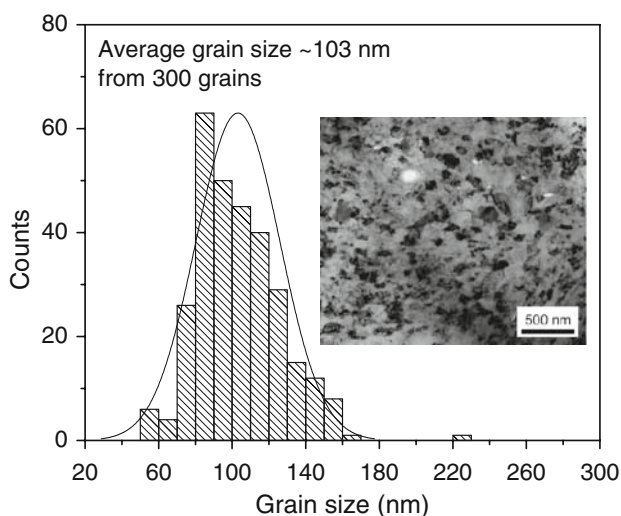 Average grain size ~103 nm
from 300 grains
80
60
40
20
0
Counts
500 nm
20 60 100 140 180 220 260 300
Grain size (nm)